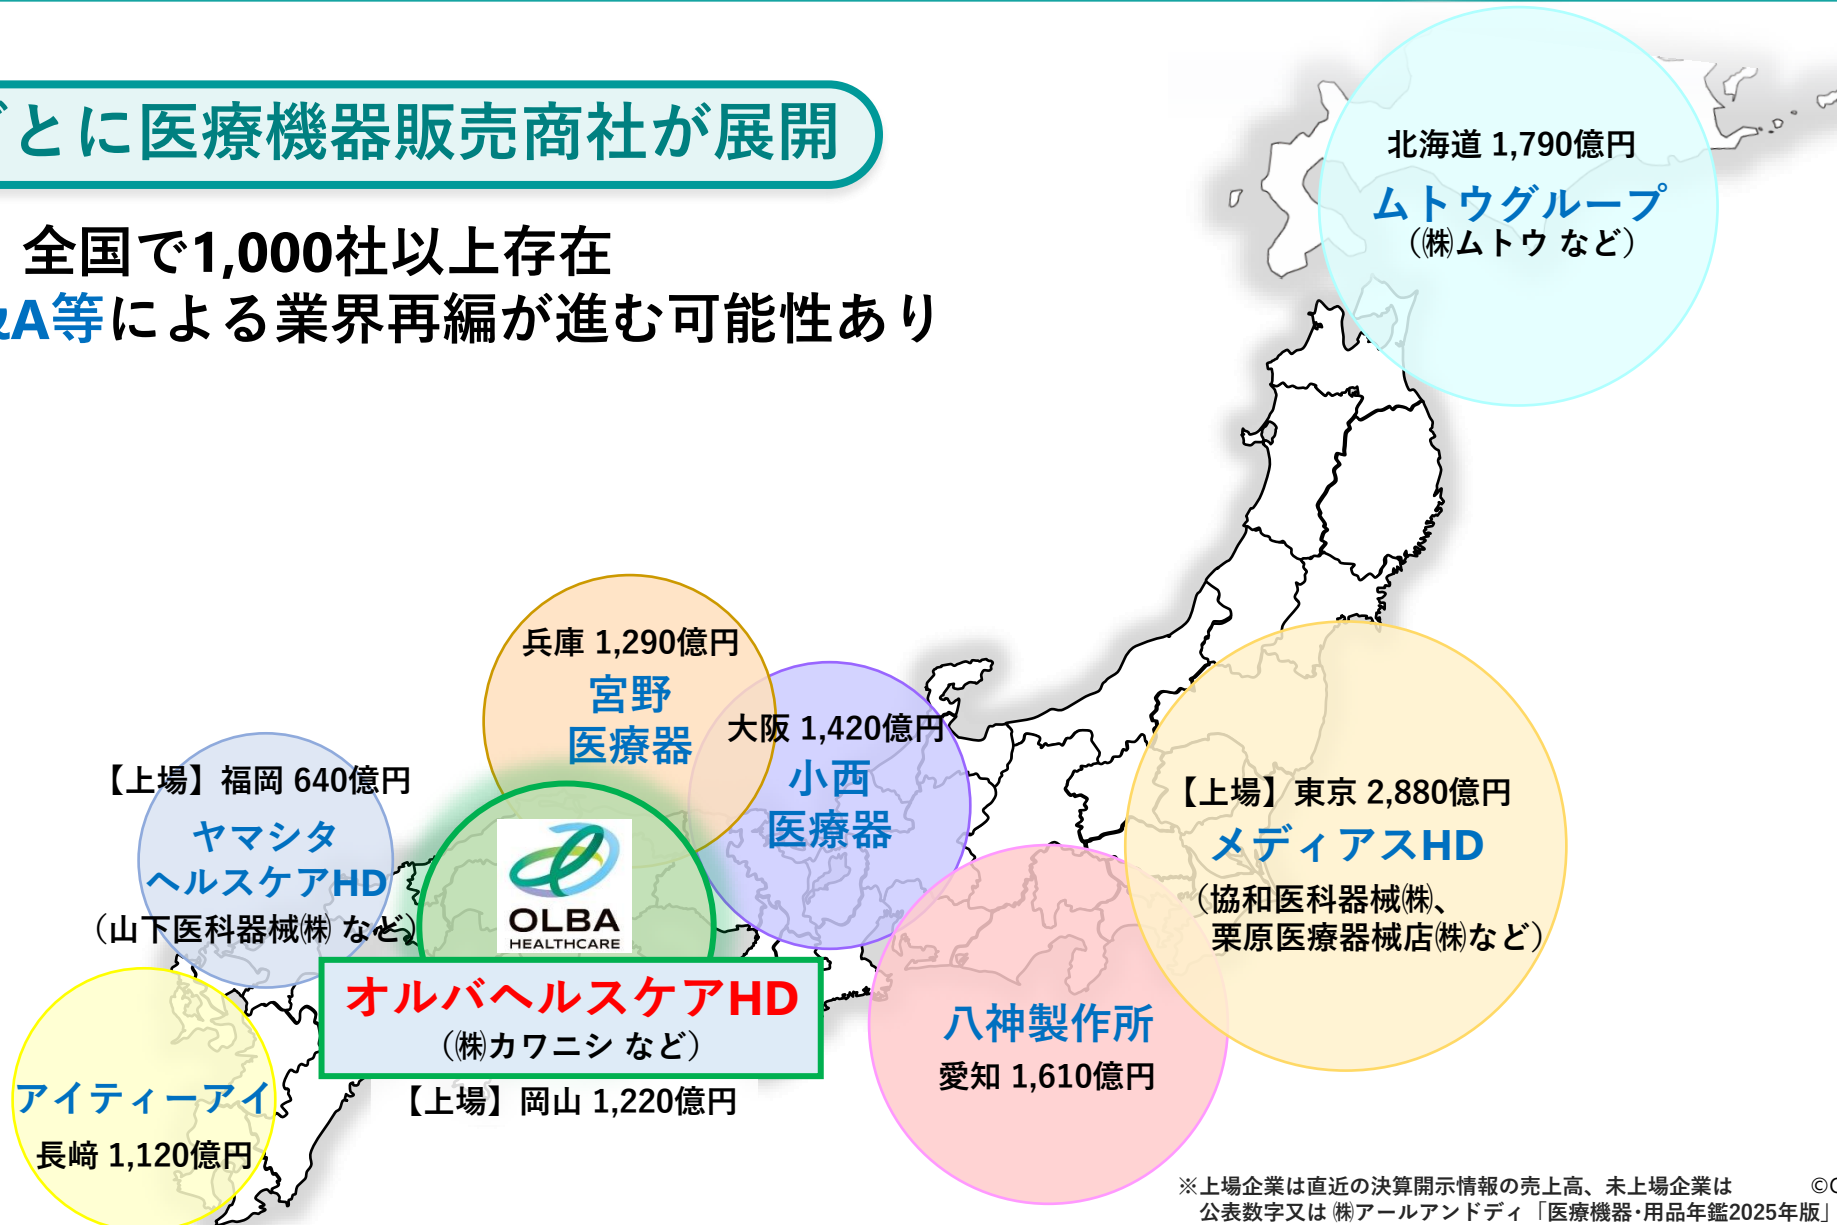 ごとに医療機器販売商社が展開
全国で1,000社以上存在
&A等による業界再編が進む可能性あり
北海道 1,790億円
ムトウグループ
（㈱ムトウ など）
兵庫 1,290億円
宮野
医療器
大阪 1,420億円
小西
医療器
【上場】福岡 640億円
ヤマシタ
ヘルスケアHD
（山下医科器械㈱ など）
OLBA
HEALTHCARE
オルバヘルスケアHD
（㈱カワニシ など）
【上場】岡山 1,220億円
【上場】東京 2,880億円
メディアスHD
（協和医科器械㈱、
栗原医療器械店㈱など）
八神製作所
愛知 1,610億円
アイティーアイ
長崎 1,120億円
※上場企業は直近の決算開示情報の売上高、未上場企業は
公表数字又は ㈱アールアンドディ「医療機器・用品年鑑2025年版」
©